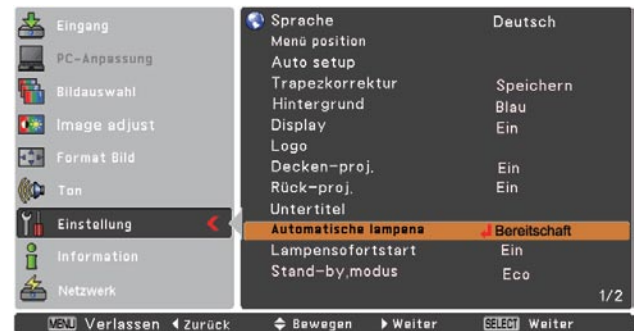 Eingang
PC-Anpassung
Bildauswahl
Image adjust
Format Bild
Ton
Einstellung
Information
Netzwerk
Sprache Deutsch
Menü position
Auto setup
Trapezkorrektur Speichern
Hintergrund Blau
Display Ein
Logo
Decken-proj. Ein
Rück-proj. Ein
Untertitel
Automatische lampena Bereitschaft
Lampensofortstart Ein
Stand-by,modus Eco
1/2
MENU Verlassen Zurück Bewegen Weiter SELECT Weiter